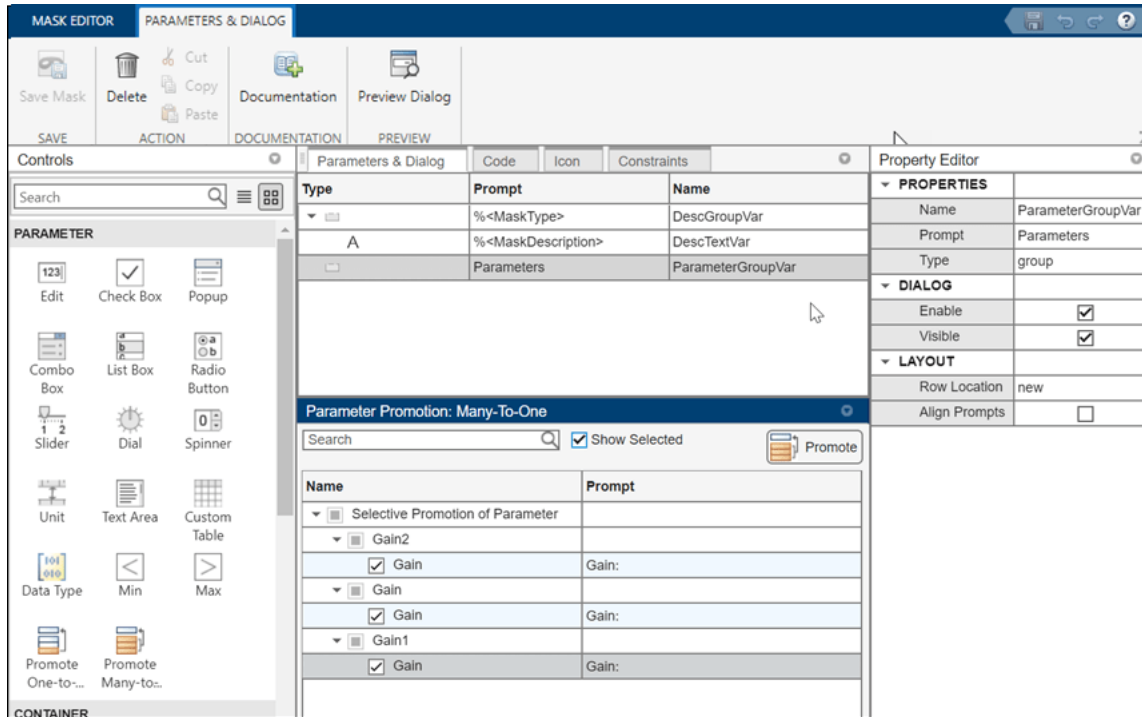 MASK EDITOR PARAMETERS & DIALOG
?
Save Mask Delete Cut Copy Paste Documentation Preview Dialog
SAVE ACTION DOCUMENTATION PREVIEW
Controls
Search
PARAMETER
123
Edit Check Box Popup
Combo Box List Box Radio Button
a
b
c
a
b
1 2
0
Slider Dial Spinner
Unit Text Area Custom Table
Data Type Min Max
< >
Promote One-to-... Promote Many-to-...
CONTAINER
Parameters & Dialog Code Icon Constraints
Type Prompt Name
%<MaskType> DescGroupVar
A %<MaskDescription> DescTextVar
Parameters ParameterGroupVar
Parameter Promotion: Many-To-One
Search Show Selected Promote
Name Prompt
Selective Promotion of Parameter
Gain2
Gain Gain:
Gain
Gain Gain:
Gain1
Gain Gain:
Property Editor
PROPERTIES
Name ParameterGroupVar
Prompt Parameters
Type group
DIALOG
Enable
Visible
LAYOUT
Row Location new
Align Prompts